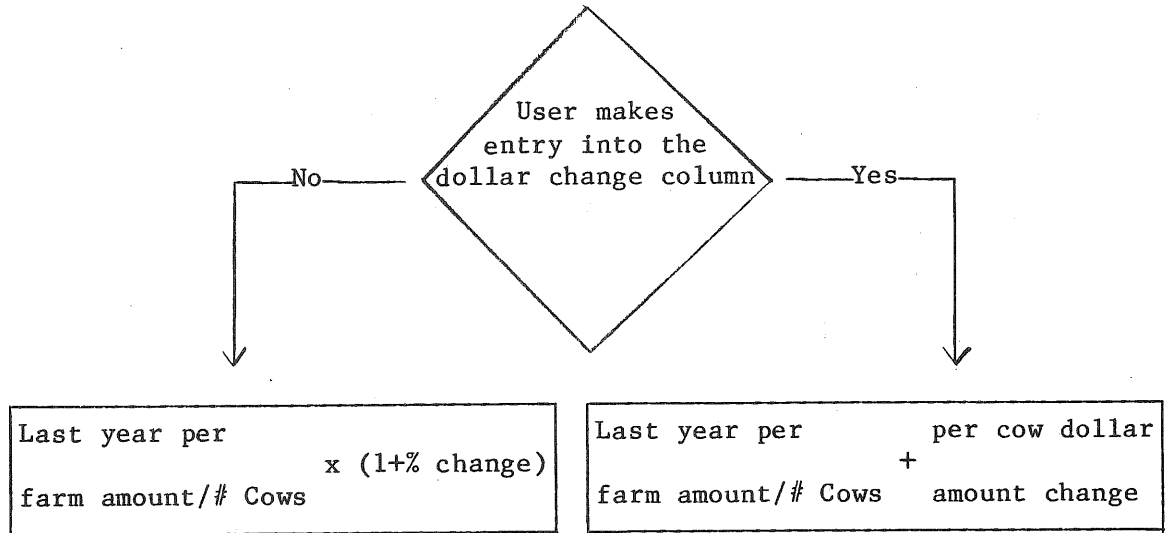 User makes
entry into the
dollar change column
No
Yes
Last year per
x (1+% change)
farm amount/# Cows
Last year per per cow dollar
+
farm amount/# Cows amount change